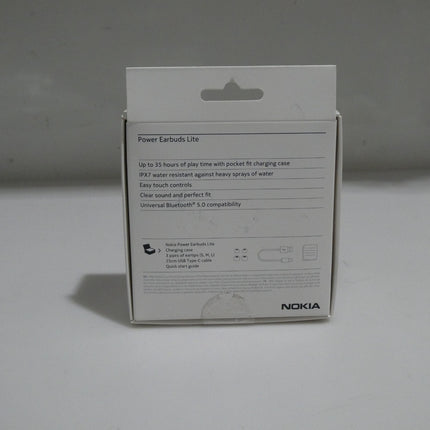 Power Earbuds Lite
Up to 35 hours of play time with pocket fit charging case
IPX7 water resistant against heavy sprays of water
Easy touch controls
Clear sound and perfect fit
Universal Bluetooth® 5.0 compatibility
Nokia Power Earbuds Lite
Charging case
3 pairs of eartips (S, M, L)
USB Type-C cable
Quick start guide
NOKIA